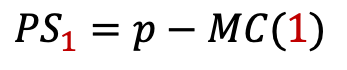 PS₁ = p − MC(1)